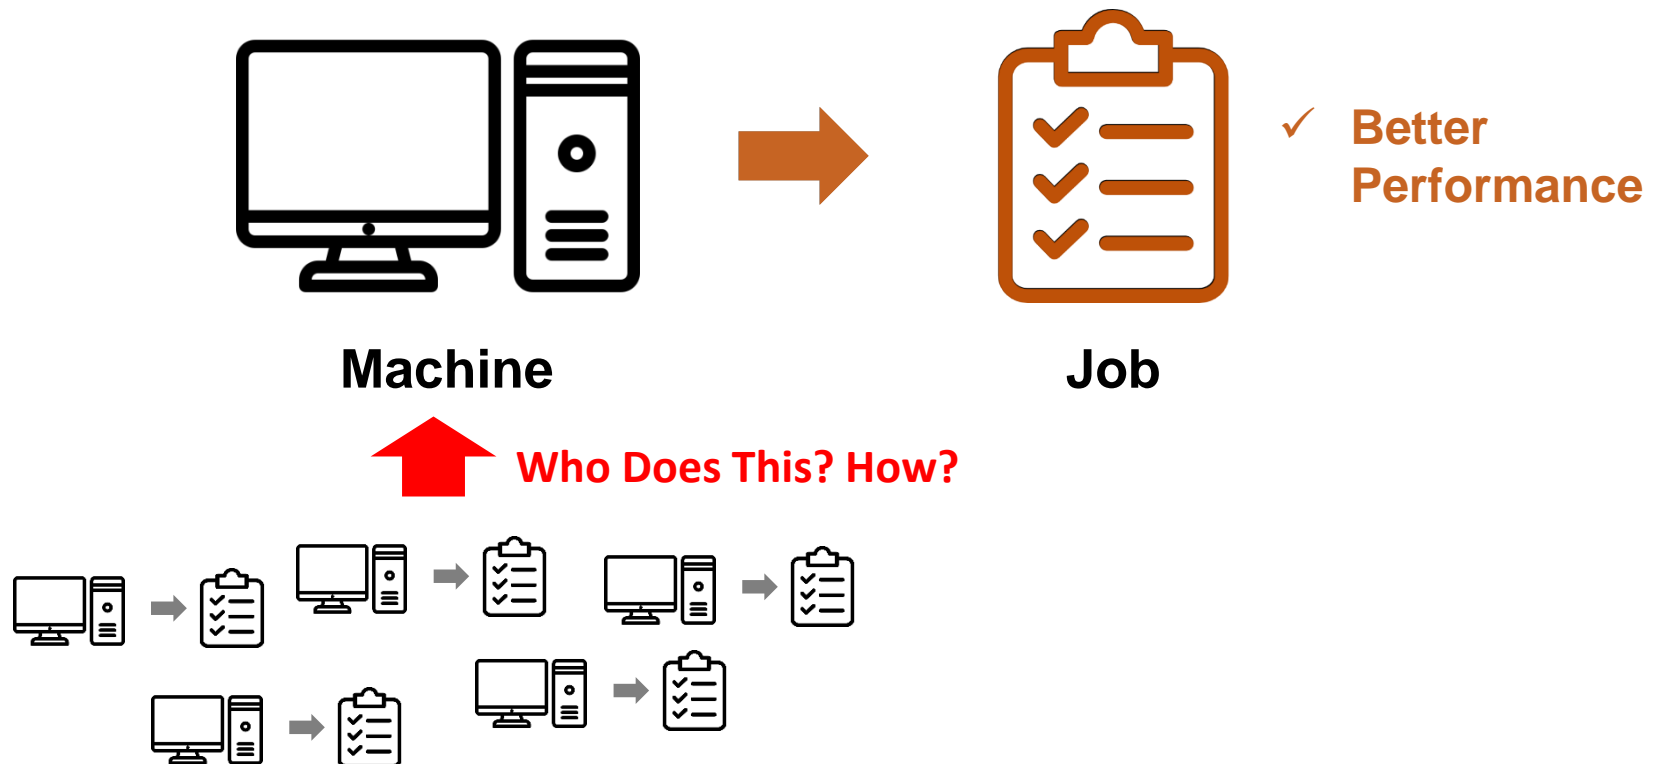 ✓ Better
Performance
Machine
Job
Who Does This? How?